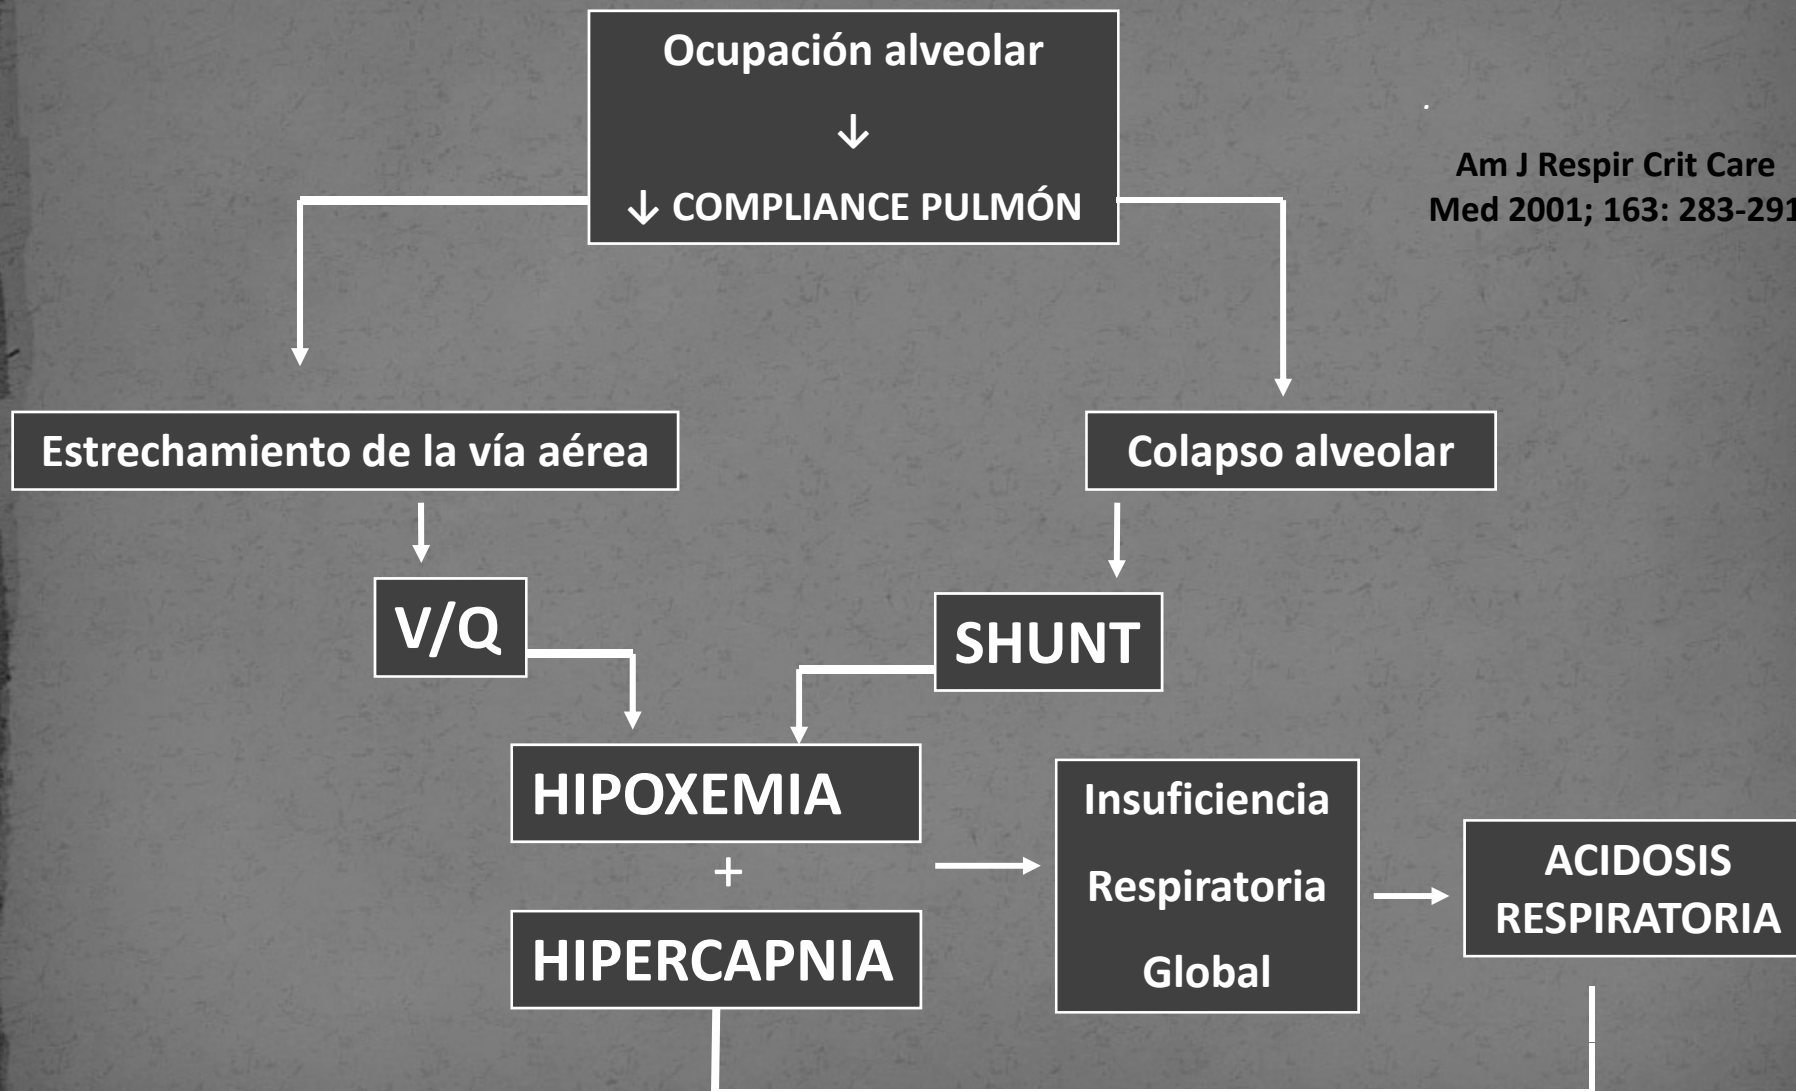 Ocupación alveolar
↓
↓ COMPLIANCE PULMÓN
.
Am J Respir Crit Care
Med 2001; 163: 283-291
Estrechamiento de la vía aérea
Colapso alveolar
V/Q
SHUNT
HIPOXEMIA
+
HIPERCAPNIA
Insuficiencia
Respiratoria
Global
ACIDOSIS
RESPIRATORIA